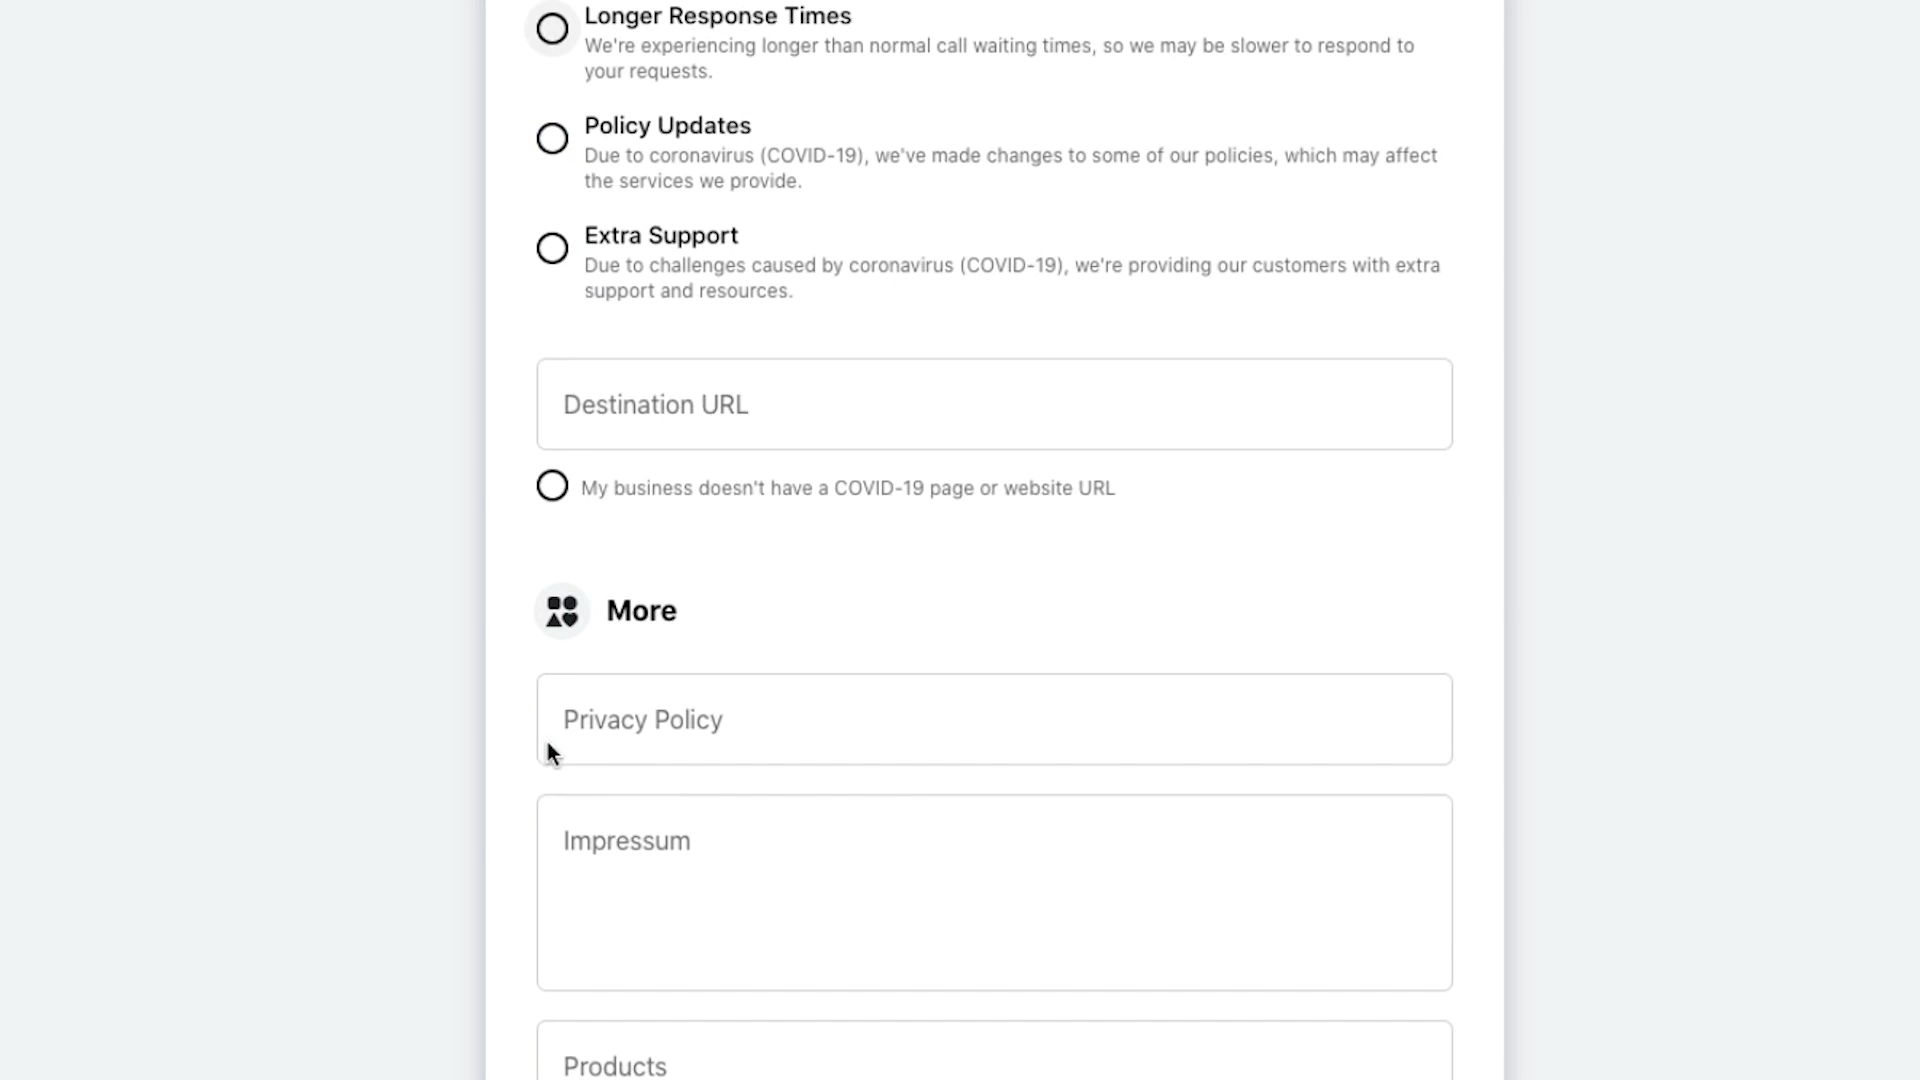 Longer Response Times
We're experiencing longer than normal call waiting times, so we may be slower to respond to
your requests.
Policy Updates
Due to coronavirus (COVID-19), we've made changes to some of our policies, which may affect
the services we provide.
Extra Support
Due to challenges caused by coronavirus (COVID-19), we're providing our customers with extra
support and resources.
Destination URL
My business doesn't have a COVID-19 page or website URL
More
Privacy Policy
Impressum
Products